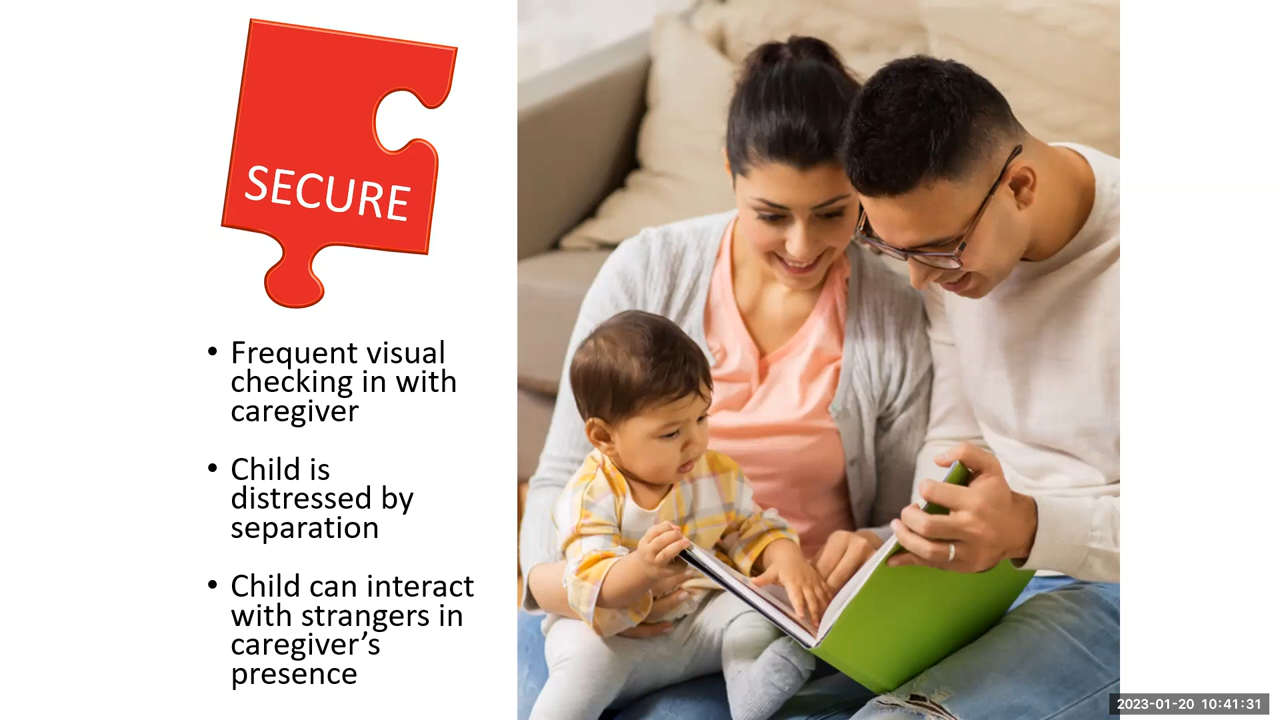 SECURE
• Frequent visual
checking in with
caregiver
• Child is
distressed by
separation
• Child can interact
with strangers in
caregiver’s
presence
2023-01-20 10:41:31